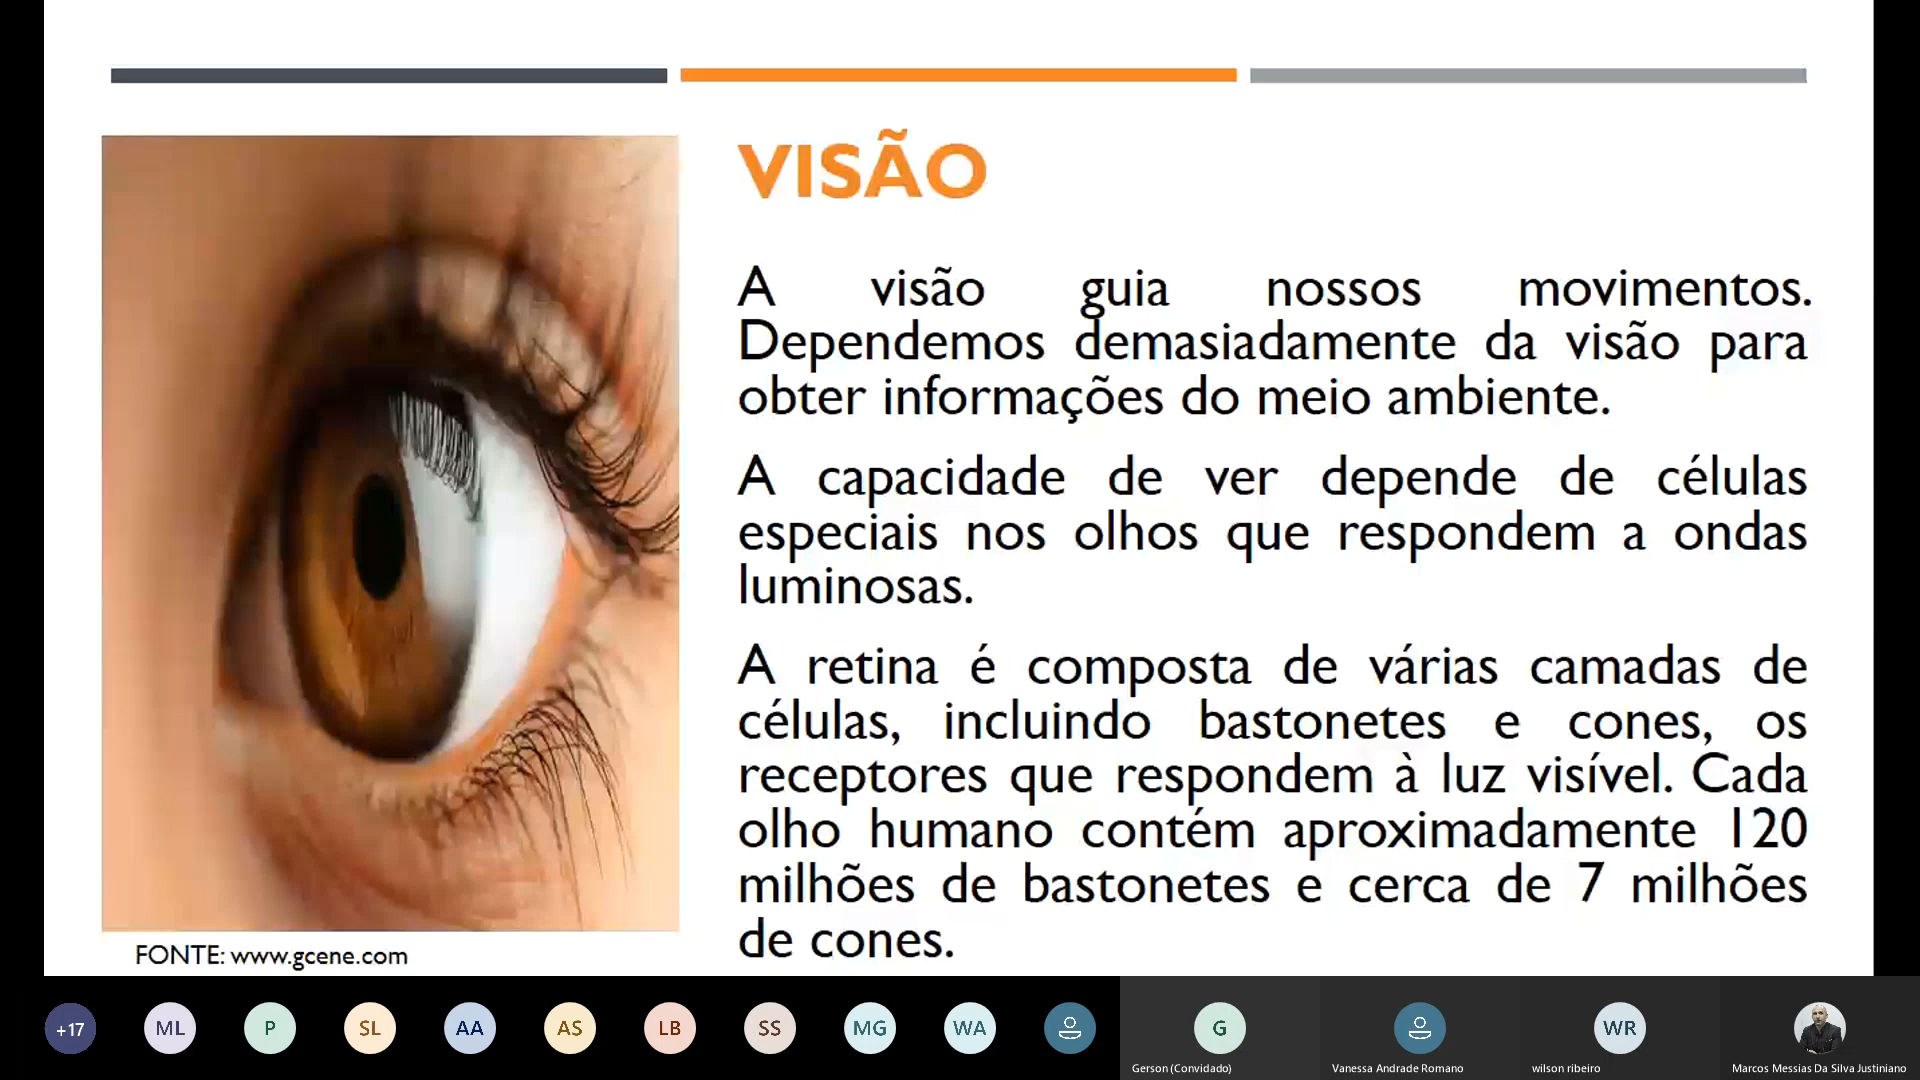 VISÃO
A visão guia nossos movimentos.
Dependemos demasiadamente da visão para
obter informações do meio ambiente.
A capacidade de ver depende de células
especiais nos olhos que respondem a ondas
luminosas.
A retina é composta de várias camadas de
células, incluindo bastonetes e cones, os
receptores que respondem à luz visível. Cada
olho humano contém aproximadamente 120
milhões de bastonetes e cerca de 7 milhões
de cones.
FONTE: www.gcene.com
+17 ML P SL AA AS LB SS MG WA G WR
Gerson (Convidado) Vanessa Andrade Romano wilson ribeiro Marcos Messias Da Silva Justiniano